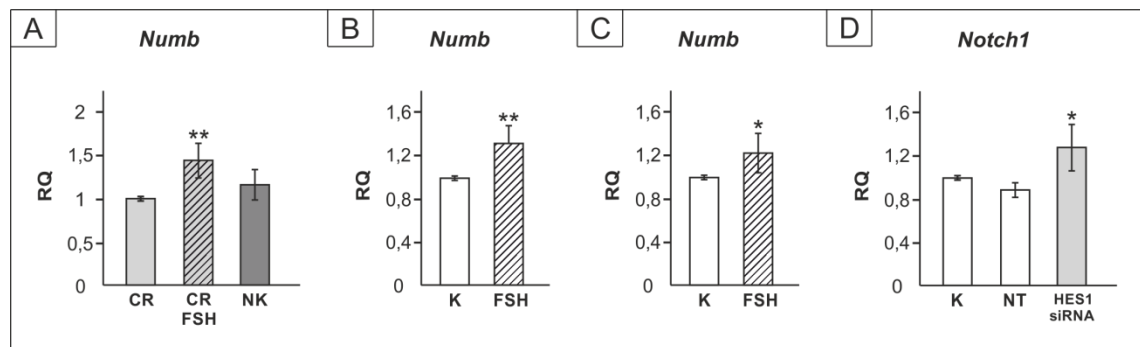 A
Numb
RQ
2
1,5
1
0,5
0
**
CR
CR
FSH
NK
B
Numb
RQ
1,6
1,2
0,8
0,4
0
**
K
FSH
C
Numb
RQ
1,6
1,2
0,8
0,4
0
*
K
FSH
D
Notch1
RQ
1,6
1,2
0,8
0,4
0
*
K
NT
HES1
siRNA